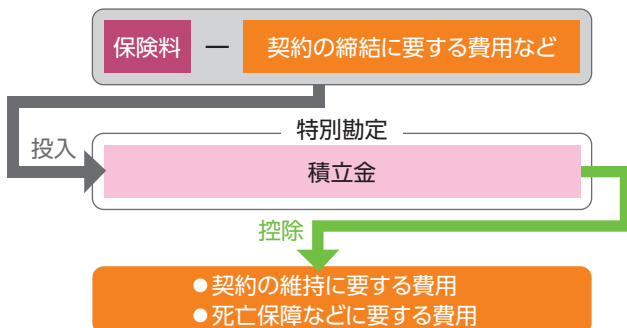 保険料 ー 契約の締結に要する費用など
特別勘定
投入
積立金
控除
●契約の維持に要する費用
●死亡保障などに要する費用